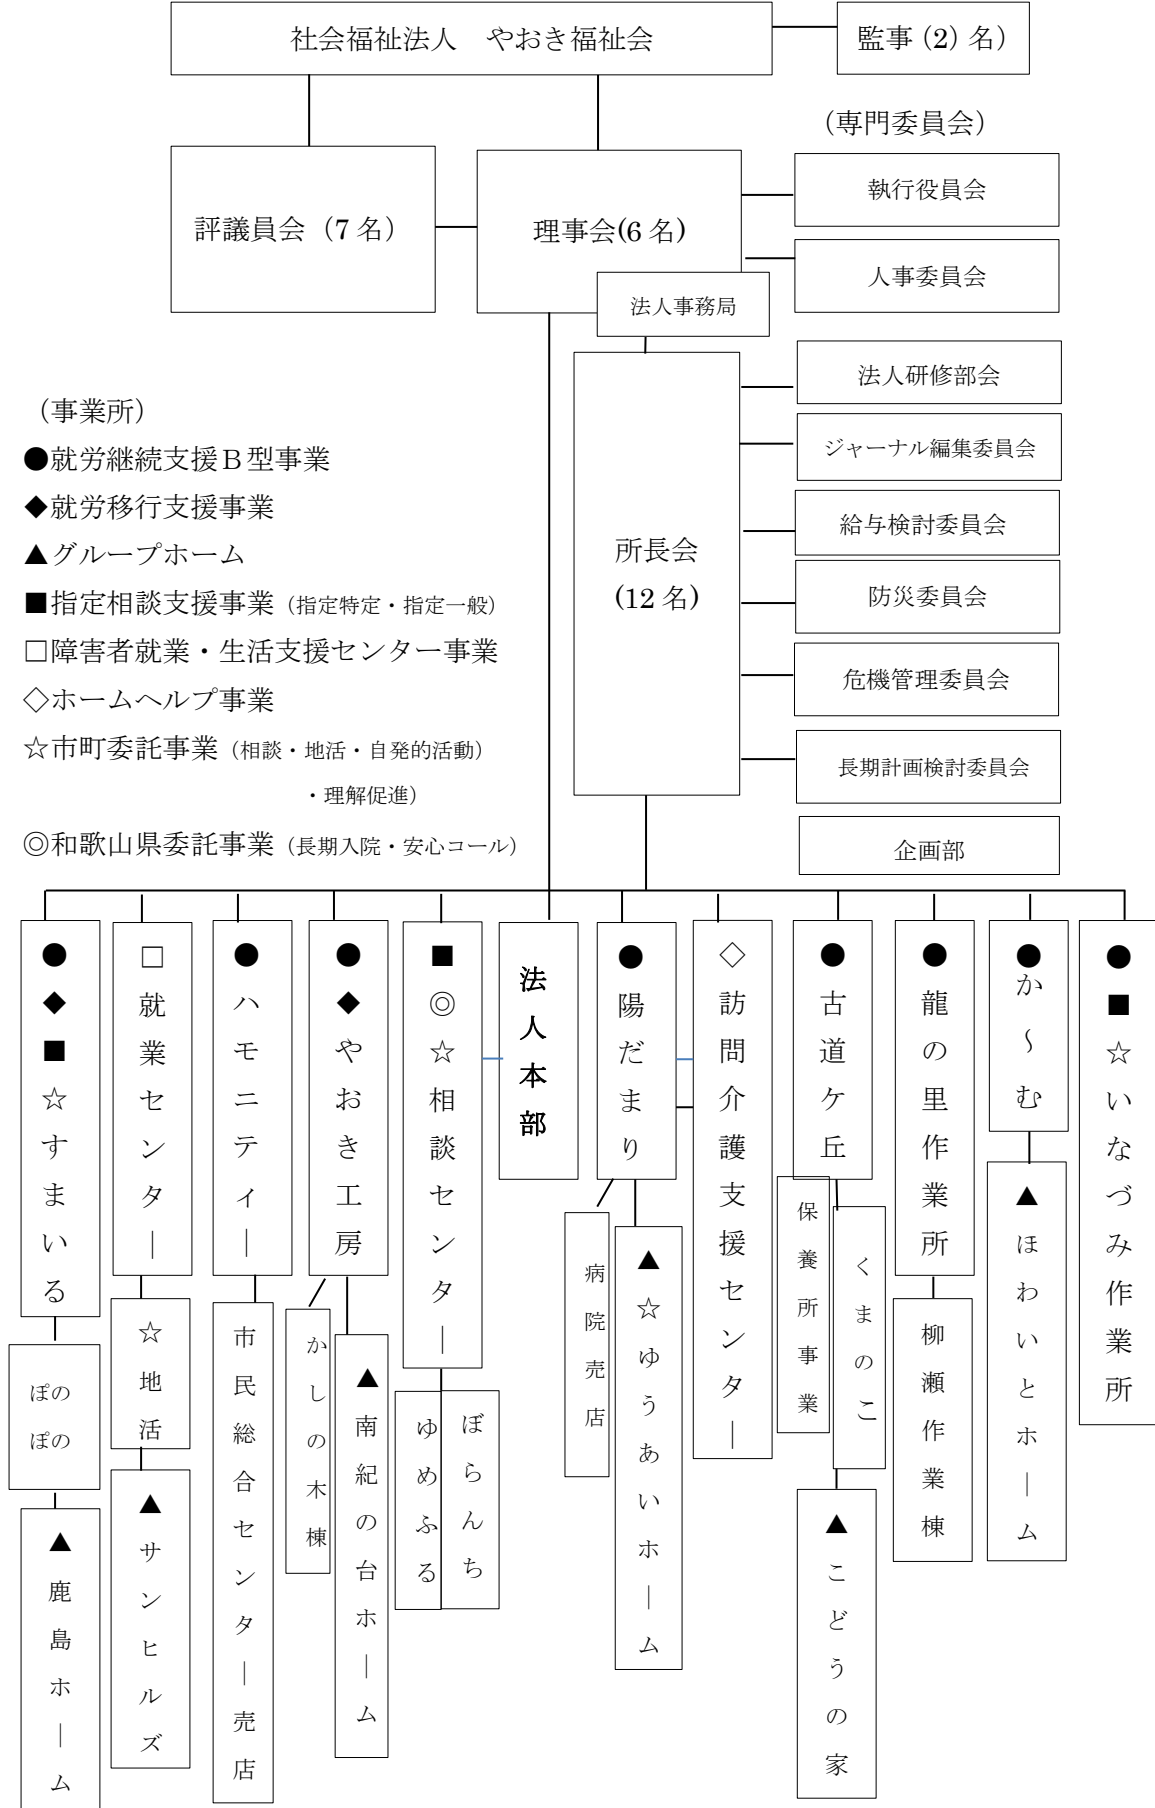 社会福祉法人　やおき福祉会
監事（2）名）
（専門委員会）
評議員会（7 名）
理事会(6 名)
法人事務局
執行役員会
人事委員会
所長会
(12 名)
法人研修部会
ジャーナル編集委員会
給与検討委員会
防災委員会
危機管理委員会
長期計画検討委員会
企画部
（事業所）
●就労継続支援Ｂ型事業
◆就労移行支援事業
▲グループホーム
■指定相談支援事業（指定特定・指定一般）
□障害者就業・生活支援センター事業
◇ホームヘルプ事業
☆市町委託事業（相談・地活・自発的活動）
・理解促進）
◎和歌山県委託事業（長期入院・安心コール）
●◆■☆すまいる
ぽの
ぽの
▲鹿島ホーム
□就業センター
☆地活
▲サンヒルズ
●ハモニティー
市民総合センター売店
●◆やおき工房
かしの木棟
▲南紀の台ホーム
■◎☆相談センター
ゆめふる
ぼらんち
法人本部
●陽だまり
病院売店
▲☆ゆうあいホーム
◇訪問介護支援センター
●古道ケ丘
保養所事業
くまのこ
▲こどうの家
●龍の里作業所
柳瀬作業棟
●か～む
▲ほわいとホーム
●■☆いなづみ作業所